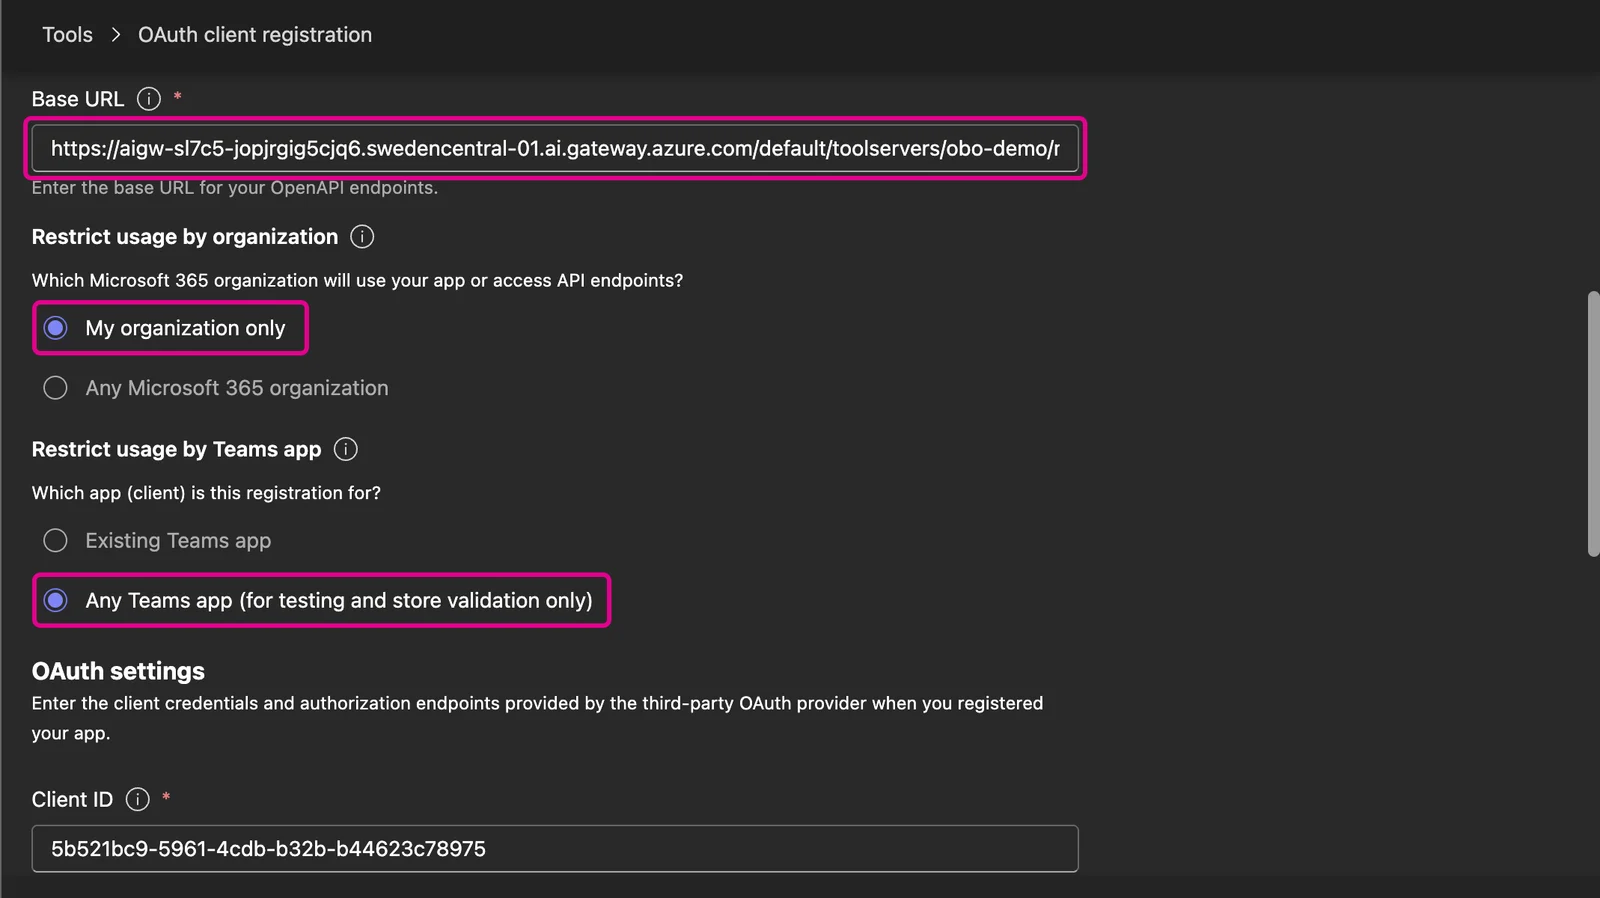 Tools > OAuth client registration
Base URL *
https://aigw-sl7c5-jopjrgig5cjq6.swedencentral-01.ai.gateway.azure.com/default/toolservers/obo-demo/r
Enter the base URL for your OpenAPI endpoints.
Restrict usage by organization
Which Microsoft 365 organization will use your app or access API endpoints?
My organization only
Any Microsoft 365 organization
Restrict usage by Teams app
Which app (client) is this registration for?
Existing Teams app
Any Teams app (for testing and store validation only)
OAuth settings
Enter the client credentials and authorization endpoints provided by the third-party OAuth provider when you registered
your app.
Client ID *
5b521bc9-5961-4cdb-b32b-b44623c78975